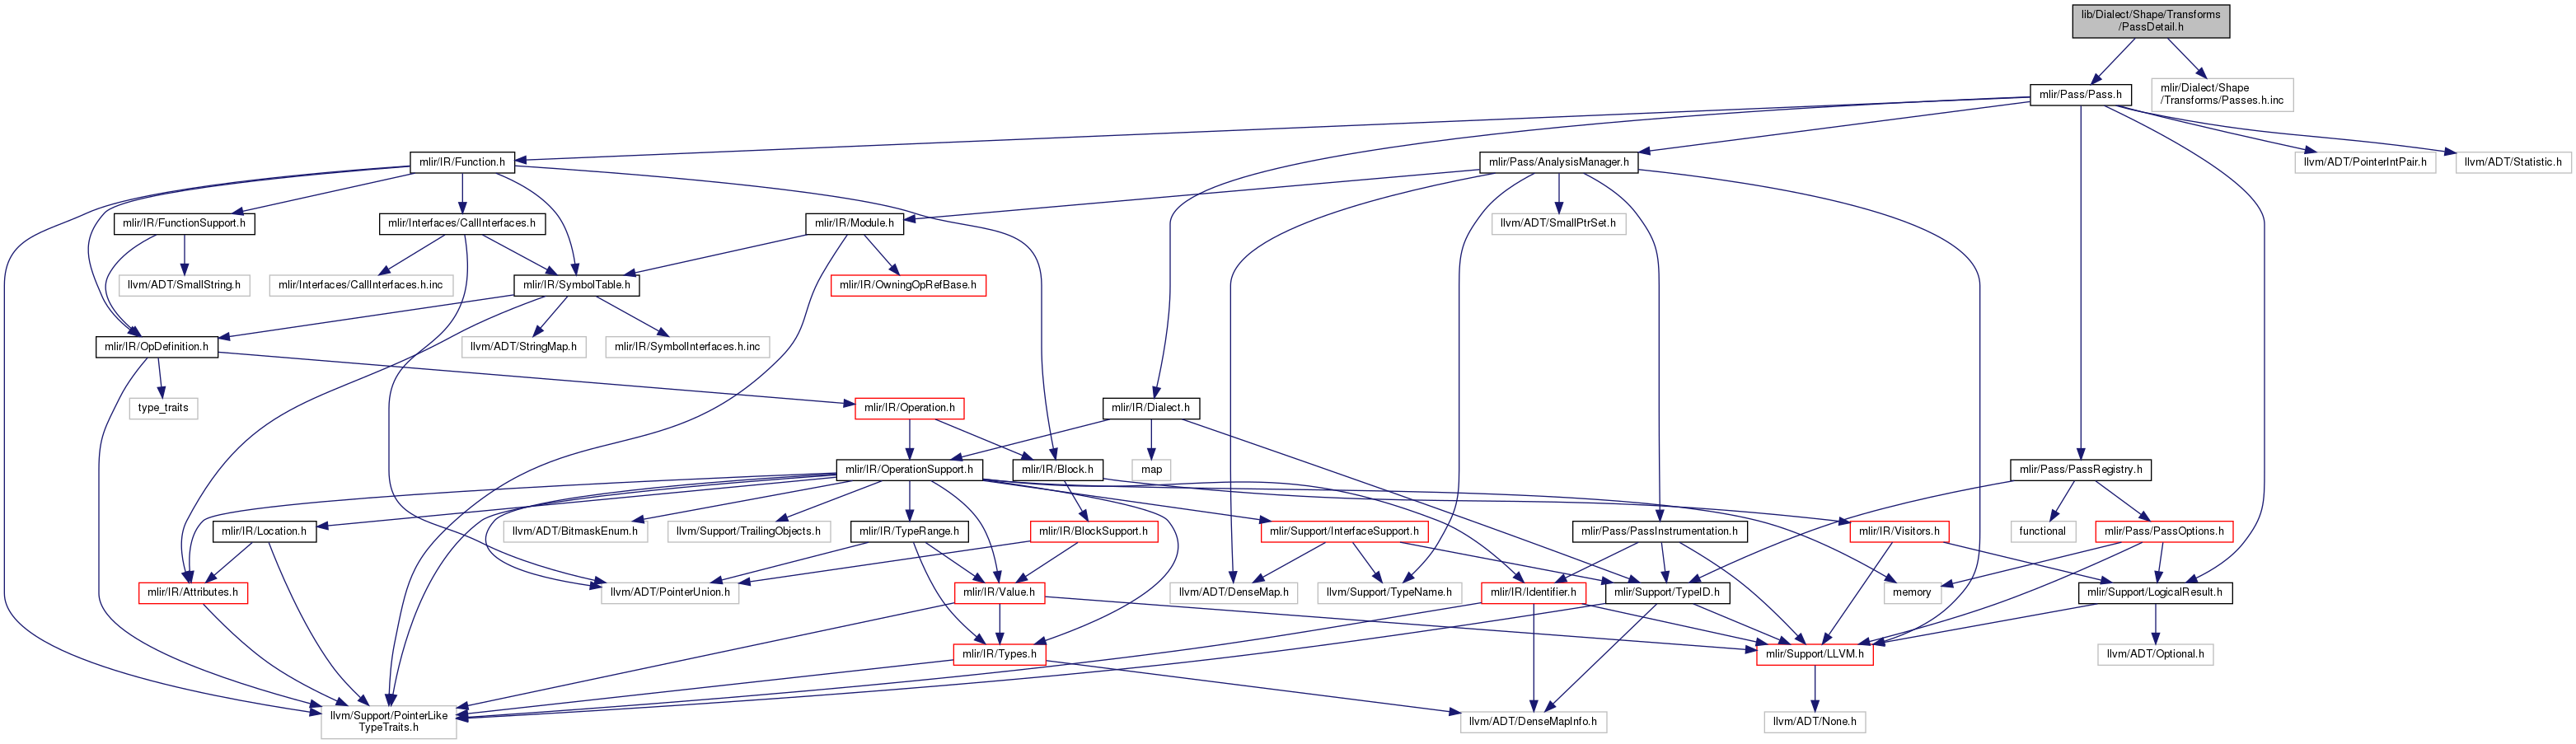 lib/Dialect/Shape/Transforms
/PassDetail.h
mlir/Pass/Pass.h
mlir/Dialect/Shape
/Transforms/Passes.h.inc
mlir/IR/Function.h
mlir/Pass/AnalysisManager.h
llvm/ADT/PointerIntPair.h
llvm/ADT/Statistic.h
mlir/IR/FunctionSupport.h
mlir/Interfaces/CallInterfaces.h
mlir/IR/Module.h
llvm/ADT/SmallPtrSet.h
llvm/ADT/SmallString.h
mlir/Interfaces/CallInterfaces.h.inc
mlir/IR/SymbolTable.h
mlir/IR/OwningOpRefBase.h
mlir/IR/OpDefinition.h
llvm/ADT/StringMap.h
mlir/IR/SymbolInterfaces.h.inc
type_traits
mlir/IR/Operation.h
mlir/IR/Dialect.h
mlir/IR/OperationSupport.h
mlir/IR/Block.h
map
mlir/Pass/PassRegistry.h
mlir/IR/Location.h
llvm/ADT/BitmaskEnum.h
llvm/Support/TrailingObjects.h
mlir/IR/TypeRange.h
mlir/IR/BlockSupport.h
mlir/Support/InterfaceSupport.h
mlir/Pass/PassInstrumentation.h
mlir/IR/Visitors.h
functional
mlir/Pass/PassOptions.h
mlir/IR/Attributes.h
llvm/ADT/PointerUnion.h
mlir/IR/Value.h
llvm/ADT/DenseMap.h
llvm/Support/TypeName.h
mlir/IR/Identifier.h
mlir/Support/TypeID.h
memory
mlir/Support/LogicalResult.h
mlir/IR/Types.h
mlir/Support/LLVM.h
llvm/ADT/Optional.h
llvm/Support/PointerLike
TypeTraits.h
llvm/ADT/DenseMapInfo.h
llvm/ADT/None.h